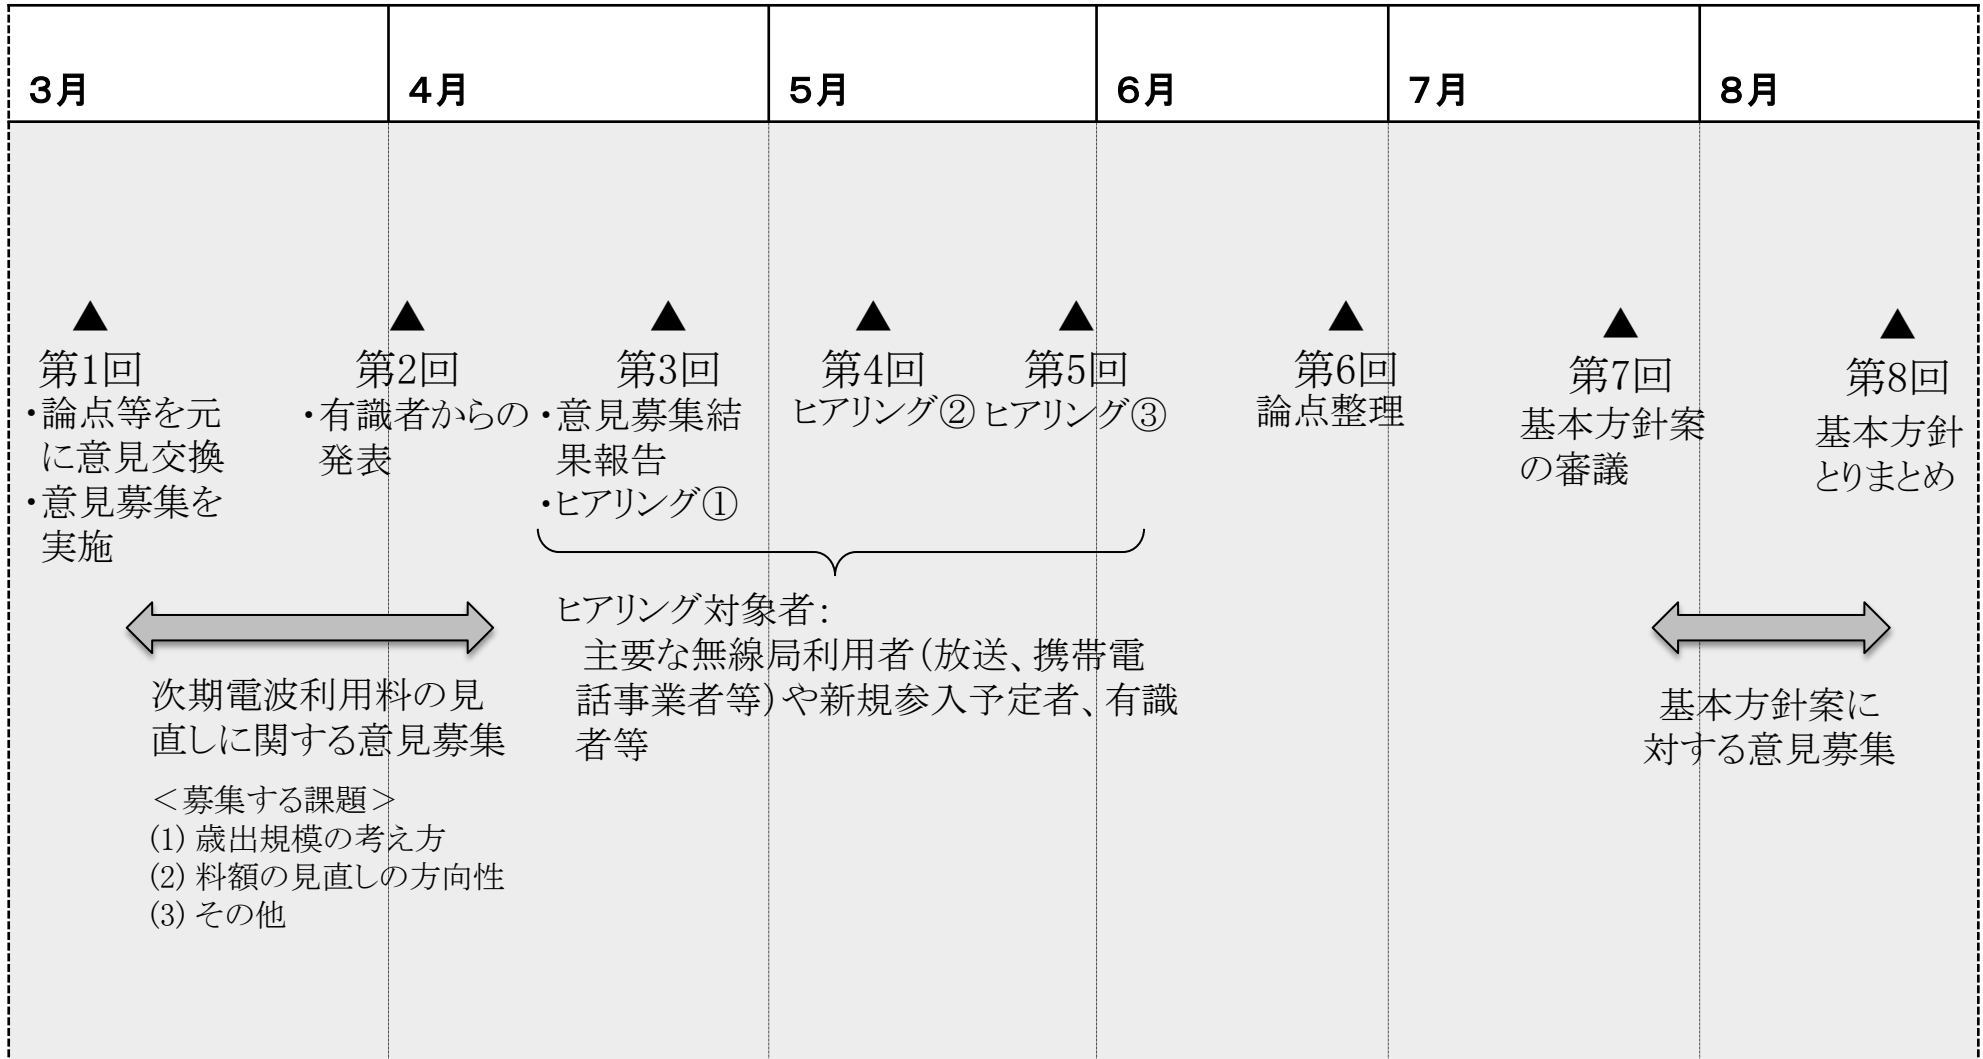 3月
4月
5月
6月
7月
8月
▲
第1回
・論点等を元
に意見交換
・意見募集を
実施
▲
第2回
・有識者からの
発表
▲
第3回
・意見募集結
果報告
・ヒアリング①
▲
第4回
ヒアリング②
▲
第5回
ヒアリング③
▲
第6回
論点整理
▲
第7回
基本方針案
の審議
▲
第8回
基本方針
とりまとめ
次期電波利用料の見
直しに関する意見募集
＜募集する課題＞
(1) 歳出規模の考え方
(2) 料額の見直しの方向性
(3) その他
ヒアリング対象者：
主要な無線局利用者（放送、携帯電
話事業者等）や新規参入予定者、有識
者等
基本方針案に
対する意見募集